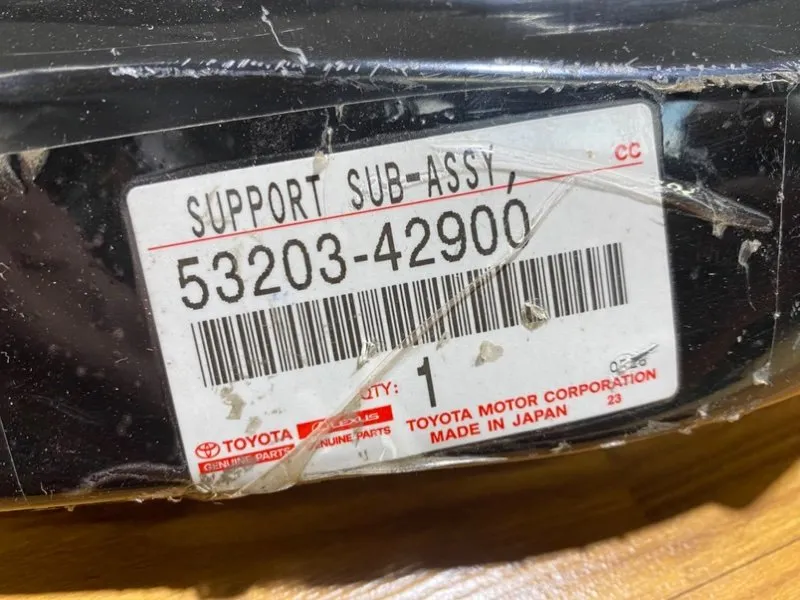 SUPPORT SUB-ASSY,
CC
53203-42900
QTY: 1
TOYOTA
GENUINE PARTS
LEXUS
GENUINE PARTS
TOYOTA MOTOR CORPORATION
MADE IN JAPAN
23